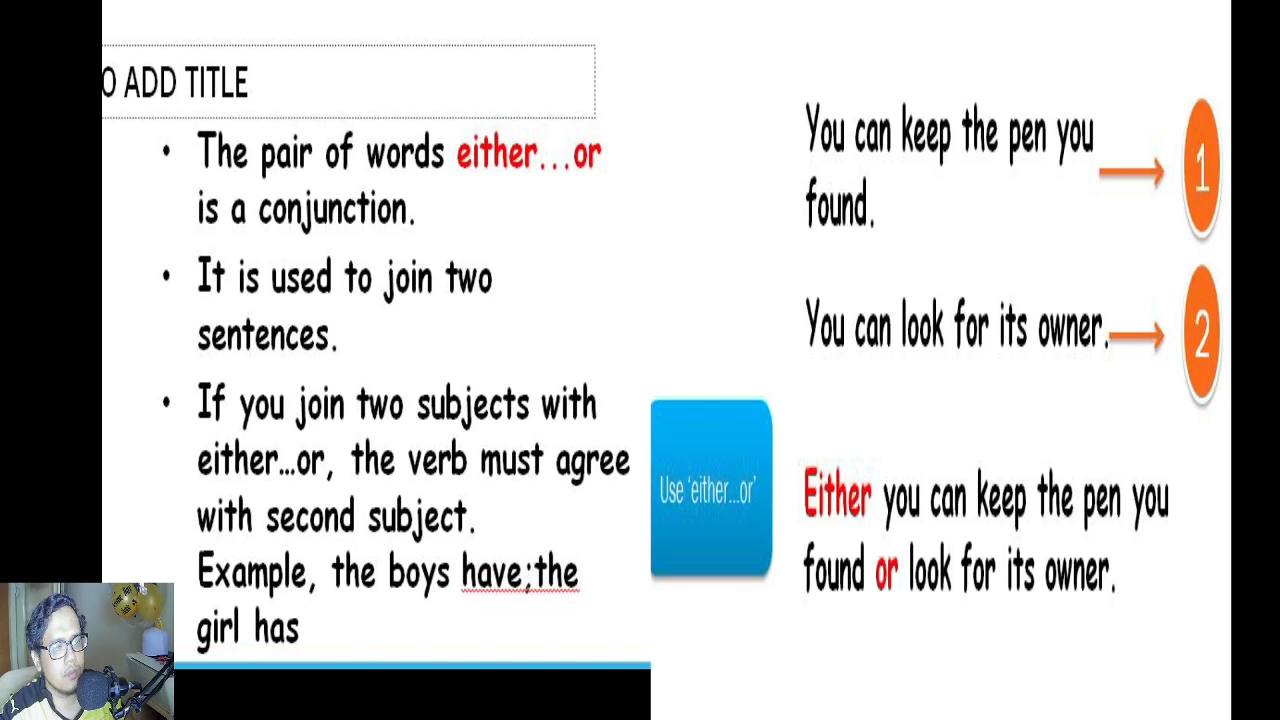 O ADD TITLE
• The pair of words either...or
is a conjunction.
• It is used to join two
sentences.
• If you join two subjects with
either...or, the verb must agree
with second subject.
Example, the boys have;the
girl has
You can keep the pen you
found.
1
You can look for its owner.
2
Use 'either...or'
Either you can keep the pen you
found or look for its owner.